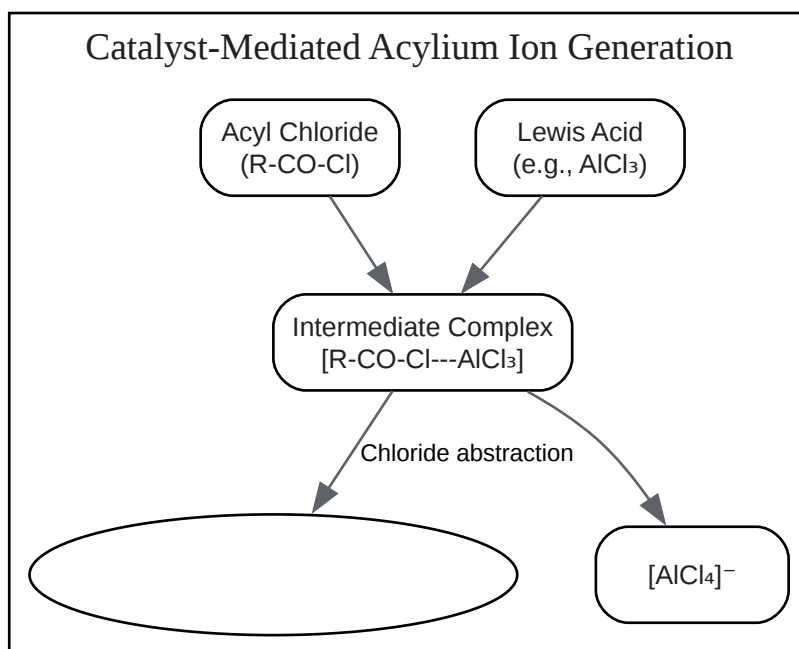 Catalyst-Mediated Acylium Ion Generation
Acyl Chloride
(R-CO-Cl)
Lewis Acid
(e.g., AlCl₃)
Intermediate Complex
[R-CO-Cl---AlCl₃]
Chloride abstraction
[AlCl₄]⁻